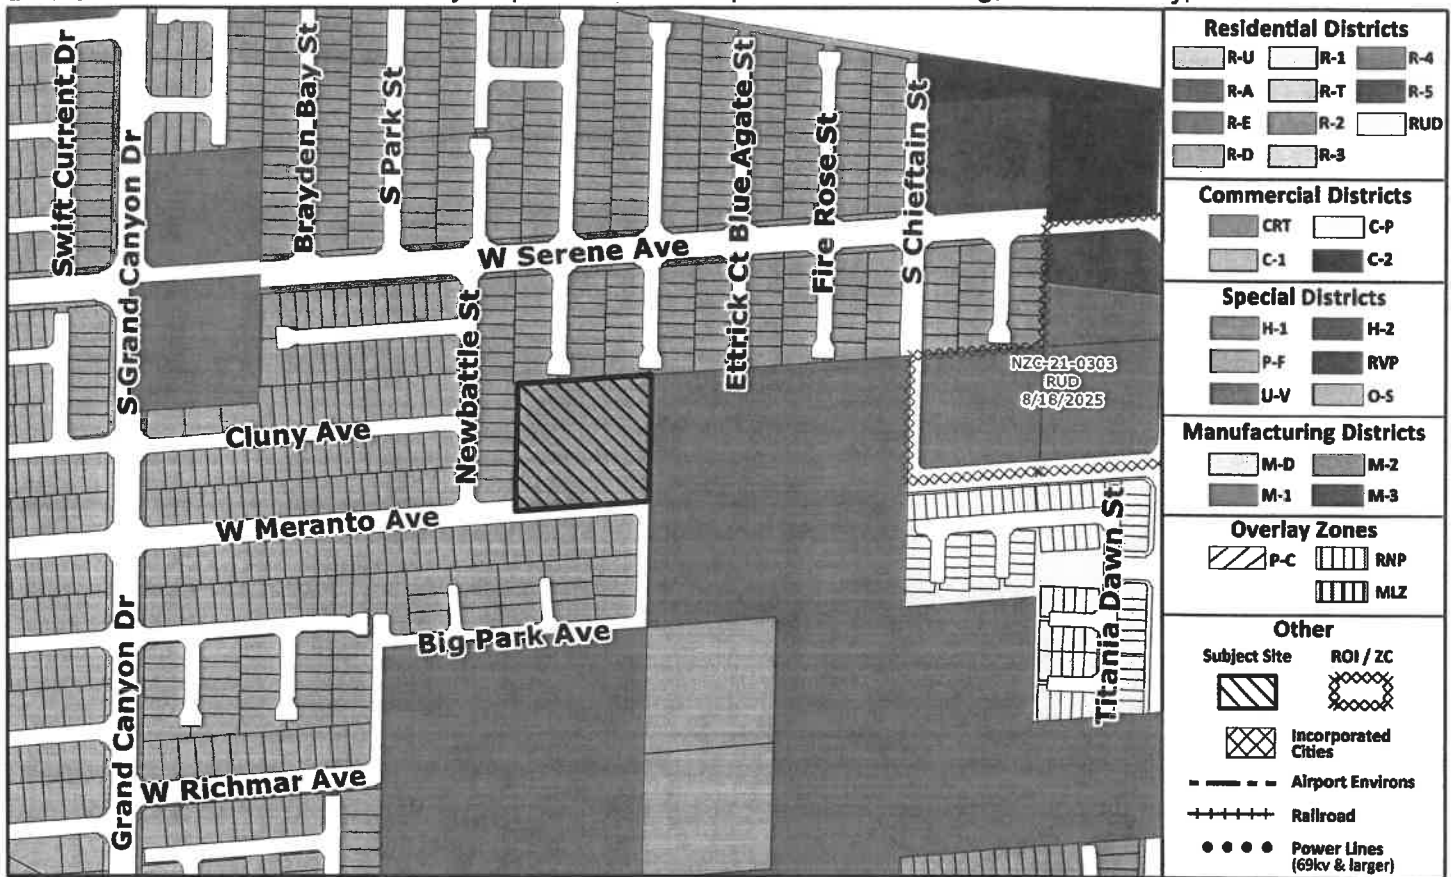 Swift Current Dr
S Grand Canyon Dr
Brayden Bay St
S Park St
Newbattle St
W Serene Ave
Ettrick Ct
Blue Agate St
Fire Rose St
S Chieftain St
NZC-21-0303
RUD
8/18/2025
Cluny Ave
W Meranto Ave
Big Park Ave
Titania Dawn St
Grand Canyon Dr
W Richmar Ave
Residential Districts
R-U R-1 R-4
R-A R-T R-5
R-E R-2 RUD
R-D R-3
Commercial Districts
CRT C-P
C-1 C-2
Special Districts
H-1 H-2
P-F RVP
U-V O-S
Manufacturing Districts
M-D M-2
M-1 M-3
Overlay Zones
P-C RNP
MLZ
Other
Subject Site ROI / ZC
Incorporated
Cities
Airport Environs
Railroad
Power Lines
(69kv & larger)